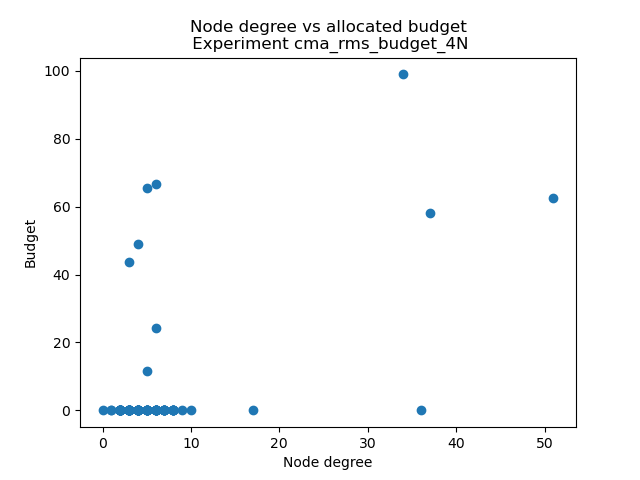 Node degree vs allocated budget
Experiment cma_rms_budget_4N
100
80
60
40
20
0
Budget
0 10 20 30 40 50
Node degree